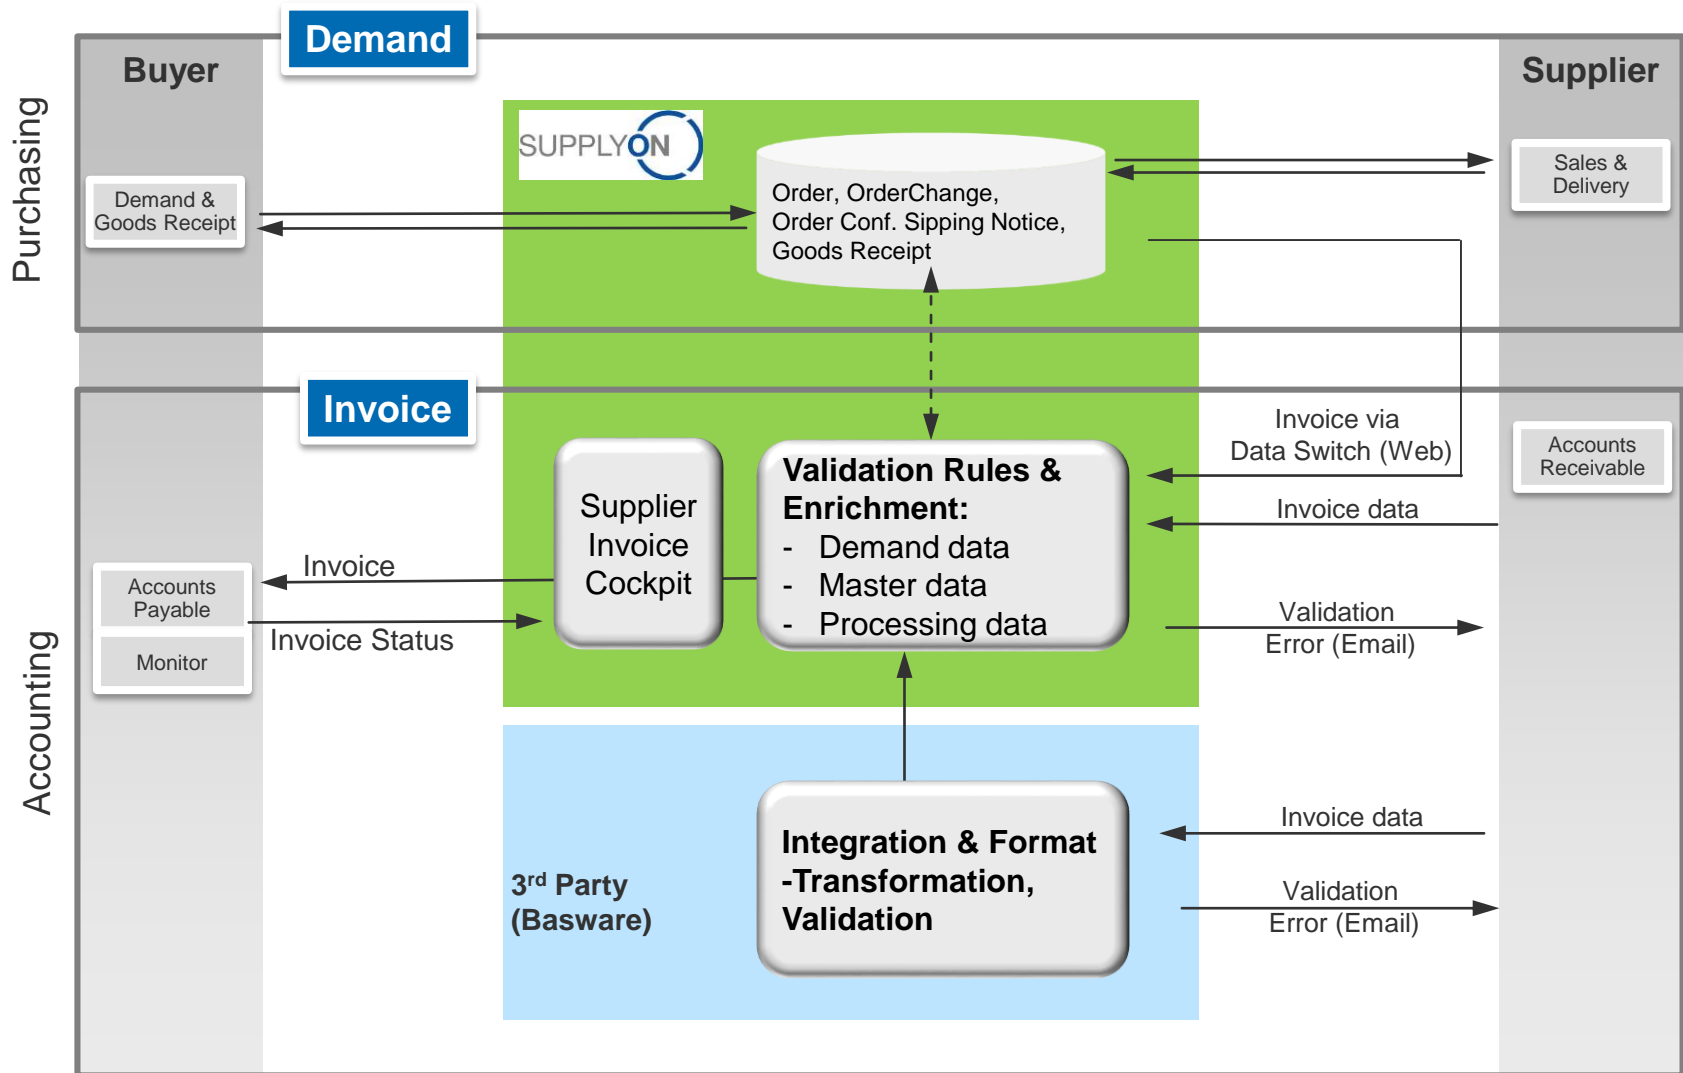 Demand
Buyer
Supplier
Purchasing
SUPPLYON
Demand &
Goods Receipt
Order, OrderChange,
Order Conf. Sipping Notice,
Goods Receipt
Sales &
Delivery
Invoice
Accounting
Invoice via
Data Switch (Web)
Accounts
Receivable
Supplier
Invoice
Cockpit
Validation Rules &
Enrichment:
- Demand data
- Master data
- Processing data
Invoice data
Invoice
Accounts
Payable
Monitor
Invoice Status
Validation
Error (Email)
3rd Party
(Basware)
Integration & Format
-Transformation,
Validation
Invoice data
Validation
Error (Email)